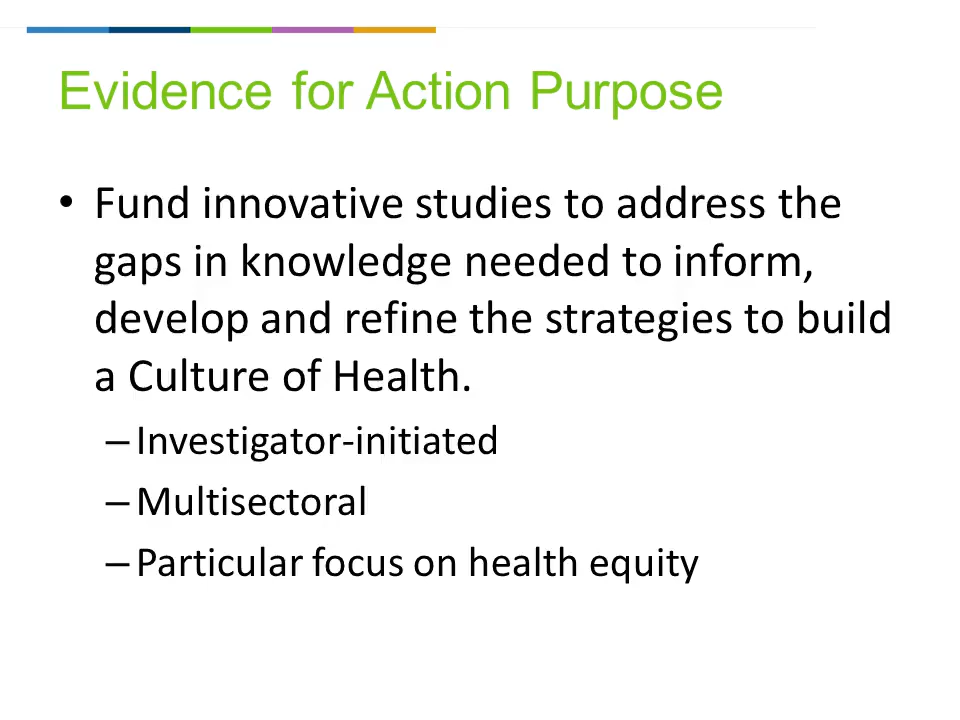 Evidence for Action Purpose
• Fund innovative studies to address the
gaps in knowledge needed to inform,
develop and refine the strategies to build
a Culture of Health.
– Investigator-initiated
– Multisectoral
– Particular focus on health equity